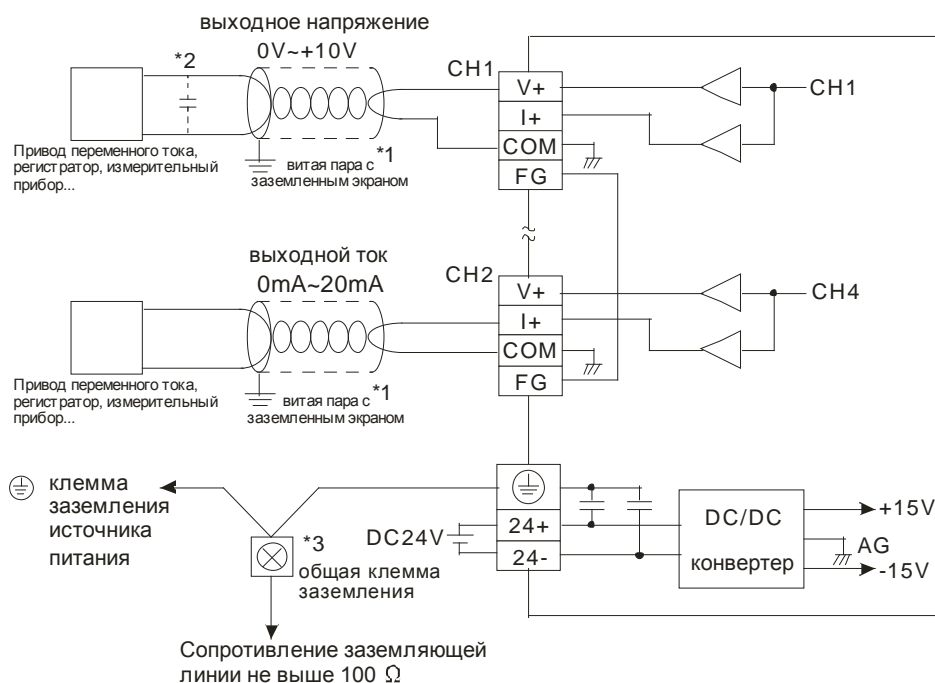 выходное напряжение
0V~+10V
*2
CH1
V+
I+
COM
FG
CH1
*1
витая пара с
заземленным экраном
Привод переменного тока,
регистратор, измерительный
прибор...
выходной ток
0mA~20mA
CH2
V+
I+
COM
FG
CH4
*1
витая пара с
заземленным экраном
Привод переменного тока,
регистратор, измерительный
прибор...
клемма
заземления
источника
питания
*3
общая клемма
заземления
DC24V
24+
24-
DC/DC
конвертер
+15V
AG
-15V
Сопротивление заземляющей
линии не выше 100 Ω